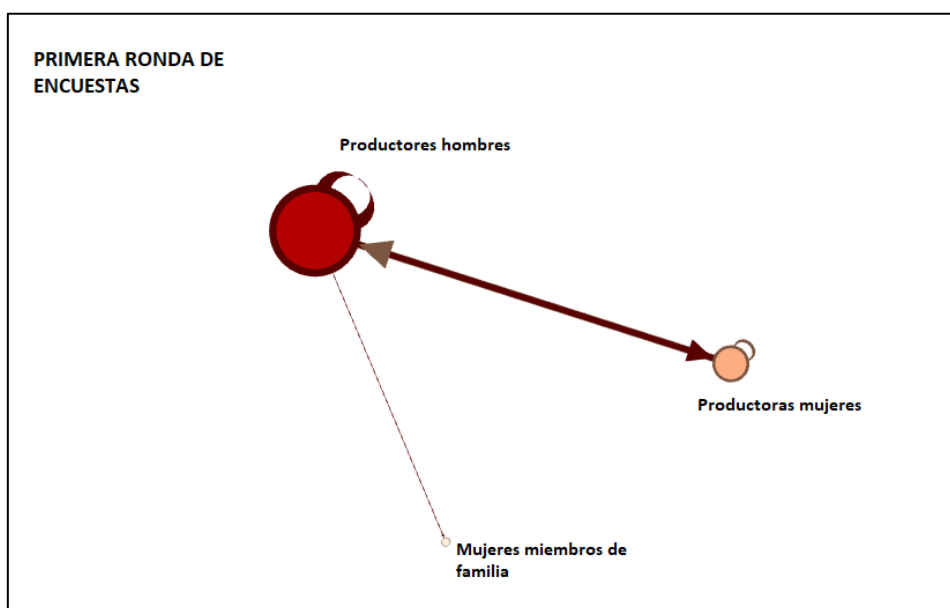 PRIMERA RONDA DE
ENCUESTAS
Productores hombres
Productoras mujeres
Mujeres miembros de
familia